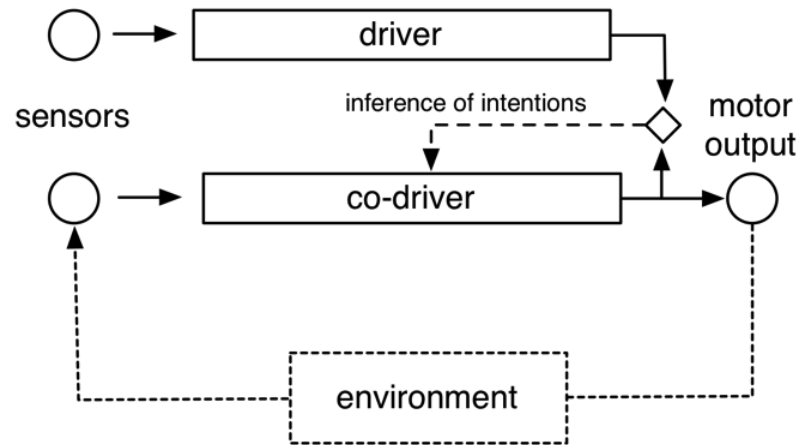 driver
inference of intentions
sensors
motor
output
co-driver
environment